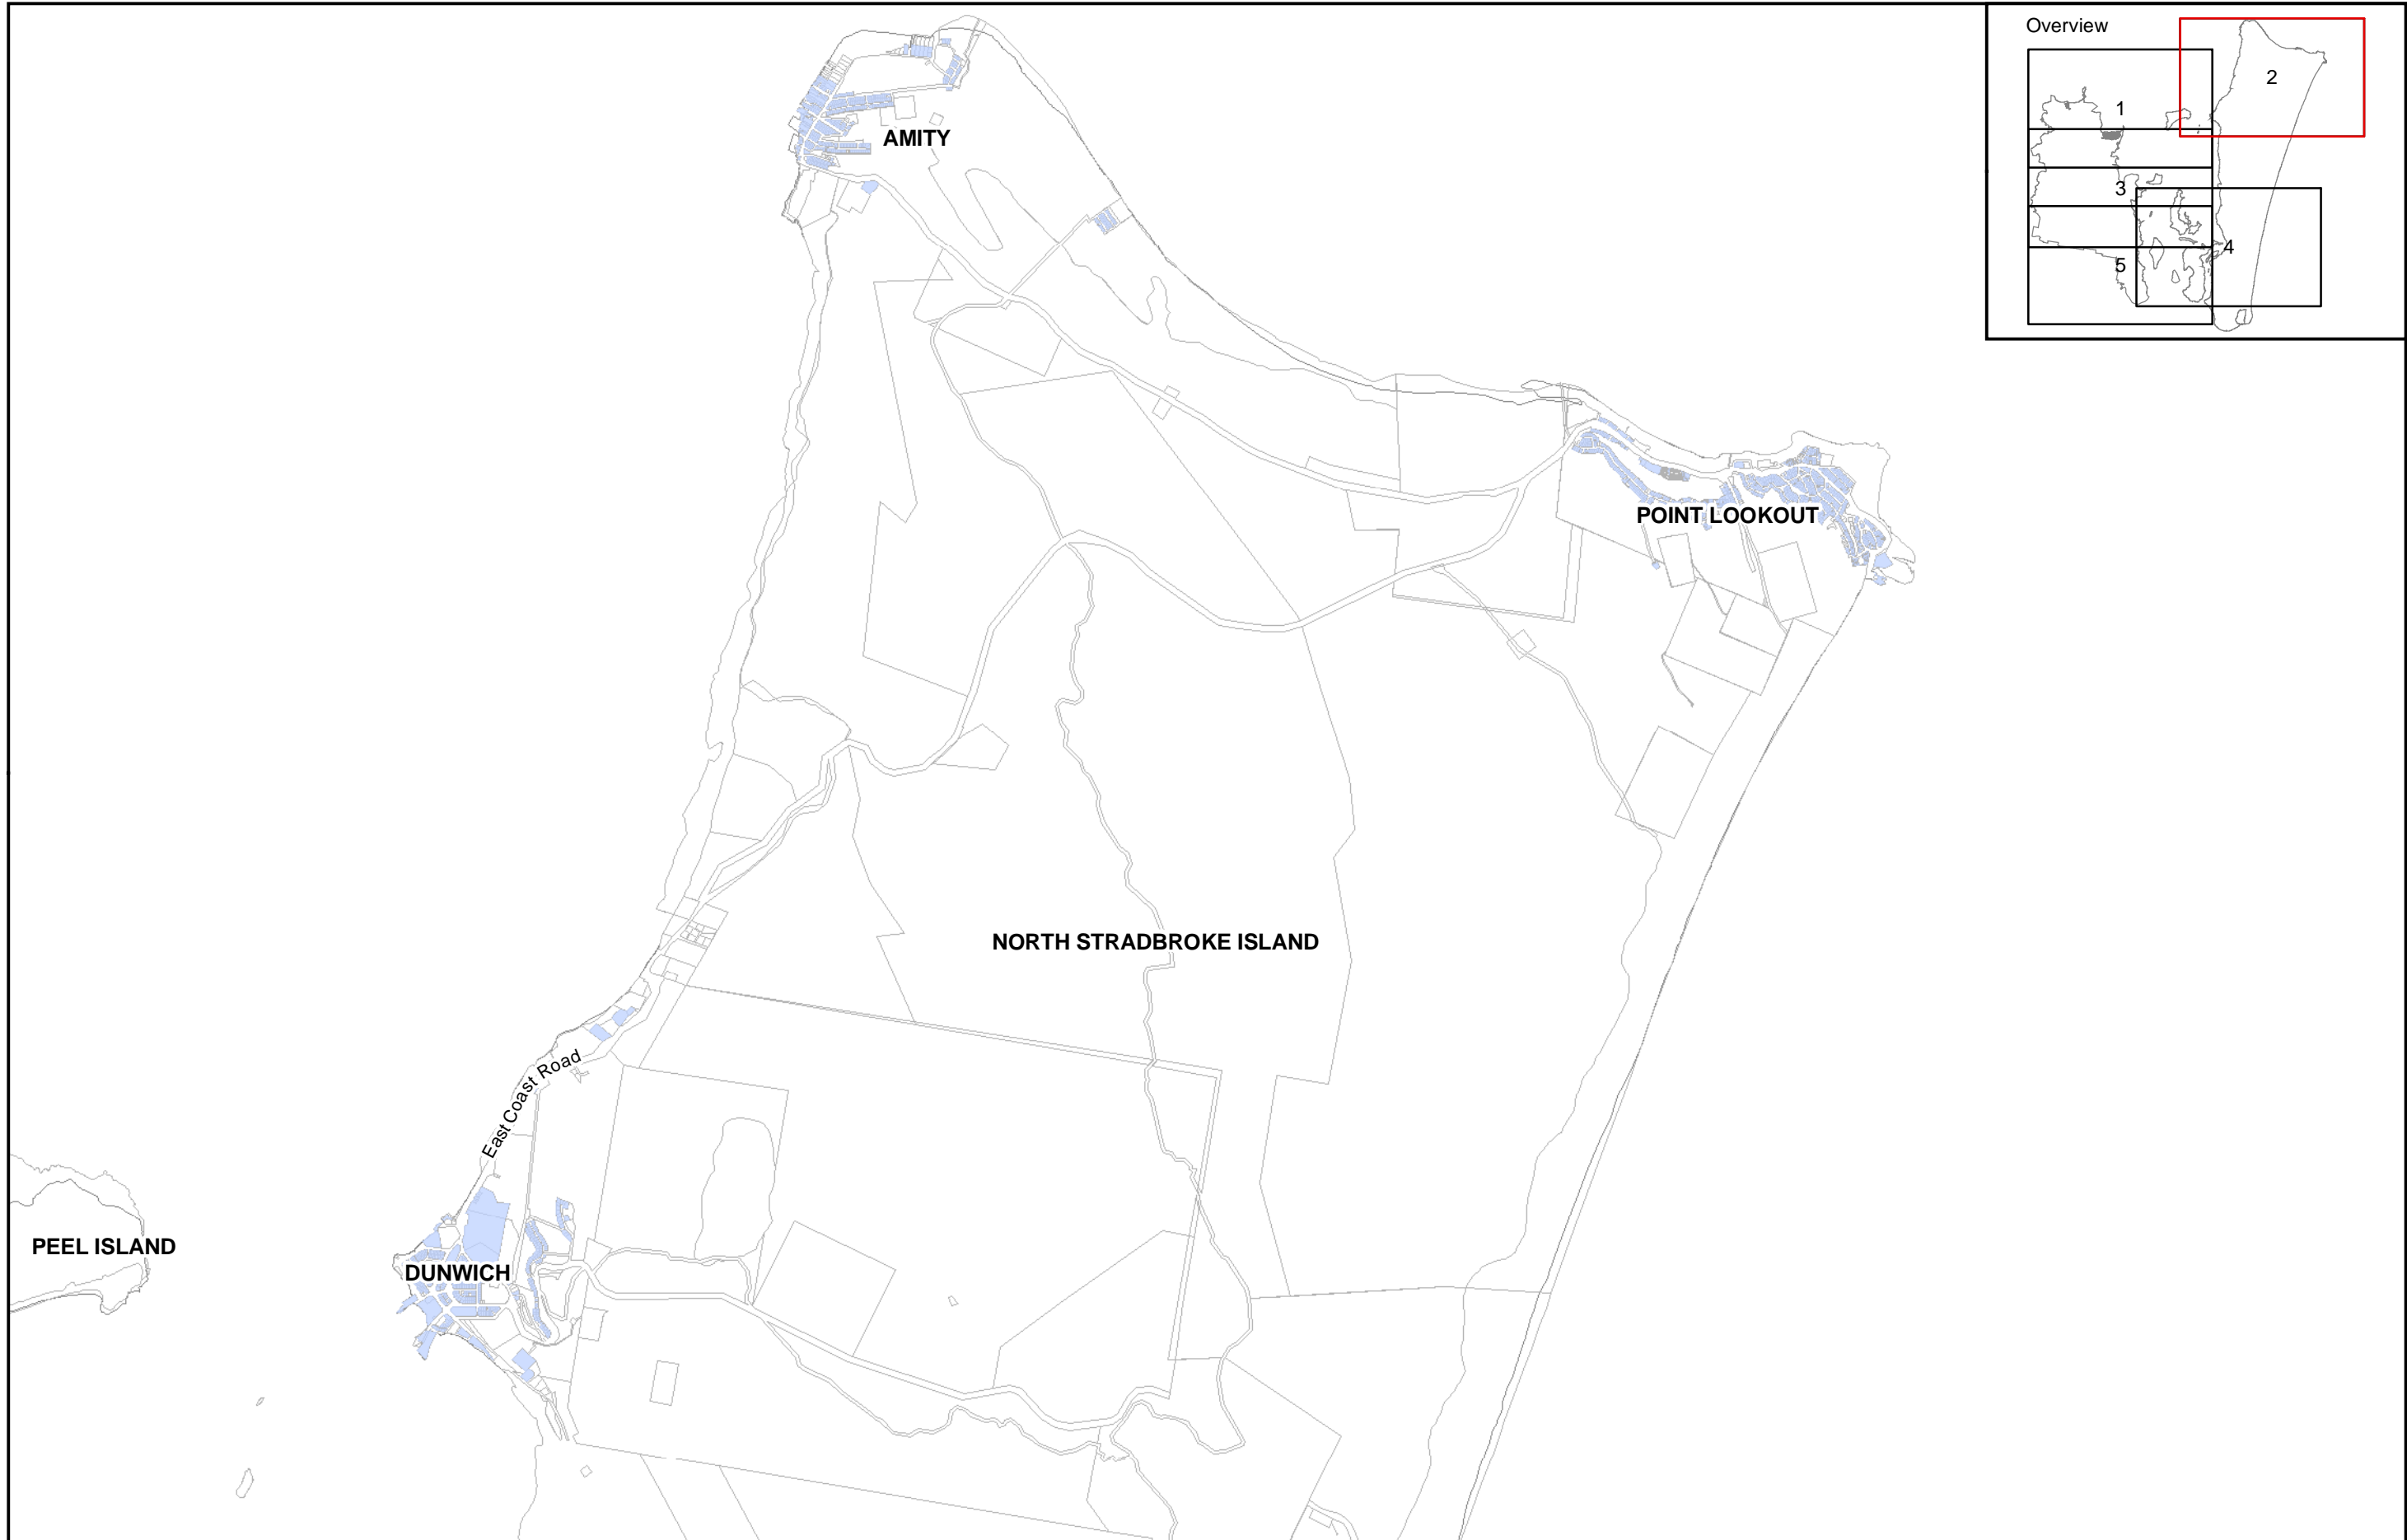 Overview
2
1
3
4
5
AMITY
POINT LOOKOUT
NORTH STRADBROKE ISLAND
East Coast Road
PEEL ISLAND
DUNWICH